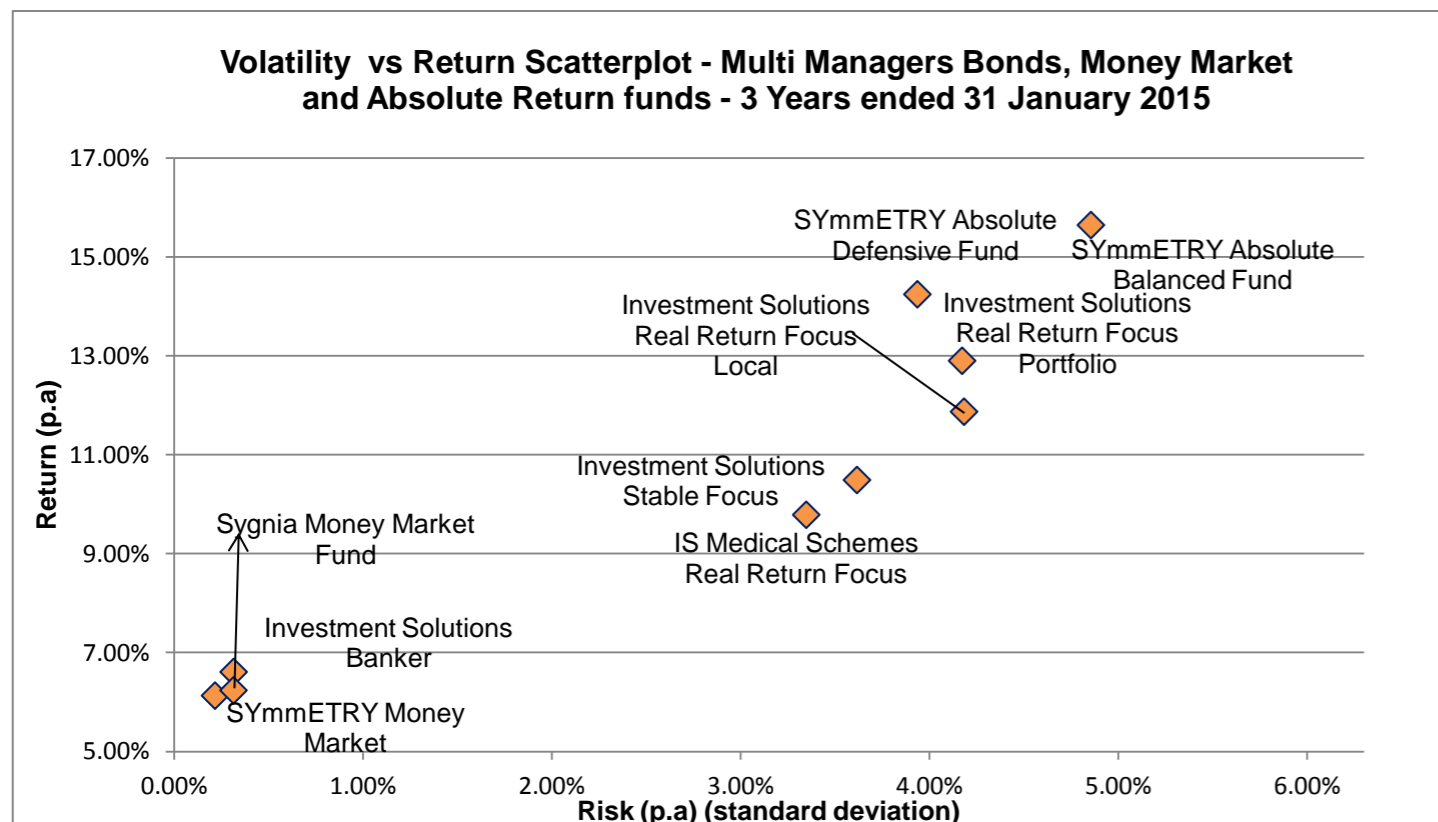 Volatility vs Return Scatterplot - Multi Managers Bonds, Money Market
and Absolute Return funds - 3 Years ended 31 January 2015
17.00%
15.00%
13.00%
11.00%
9.00%
7.00%
5.00%
Return (p.a)
SYmmETRY Absolute
Defensive Fund
SYmmETRY Absolute
Balanced Fund
Investment Solutions
Real Return Focus
Local
Investment Solutions
Real Return Focus
Portfolio
Investment Solutions
Stable Focus
IS Medical Schemes
Real Return Focus
Sygnia Money Market
Fund
Investment Solutions
Banker
SYmmETRY Money
Market
0.00%
1.00%
2.00%
3.00%
4.00%
5.00%
6.00%
Risk (p.a) (standard deviation)